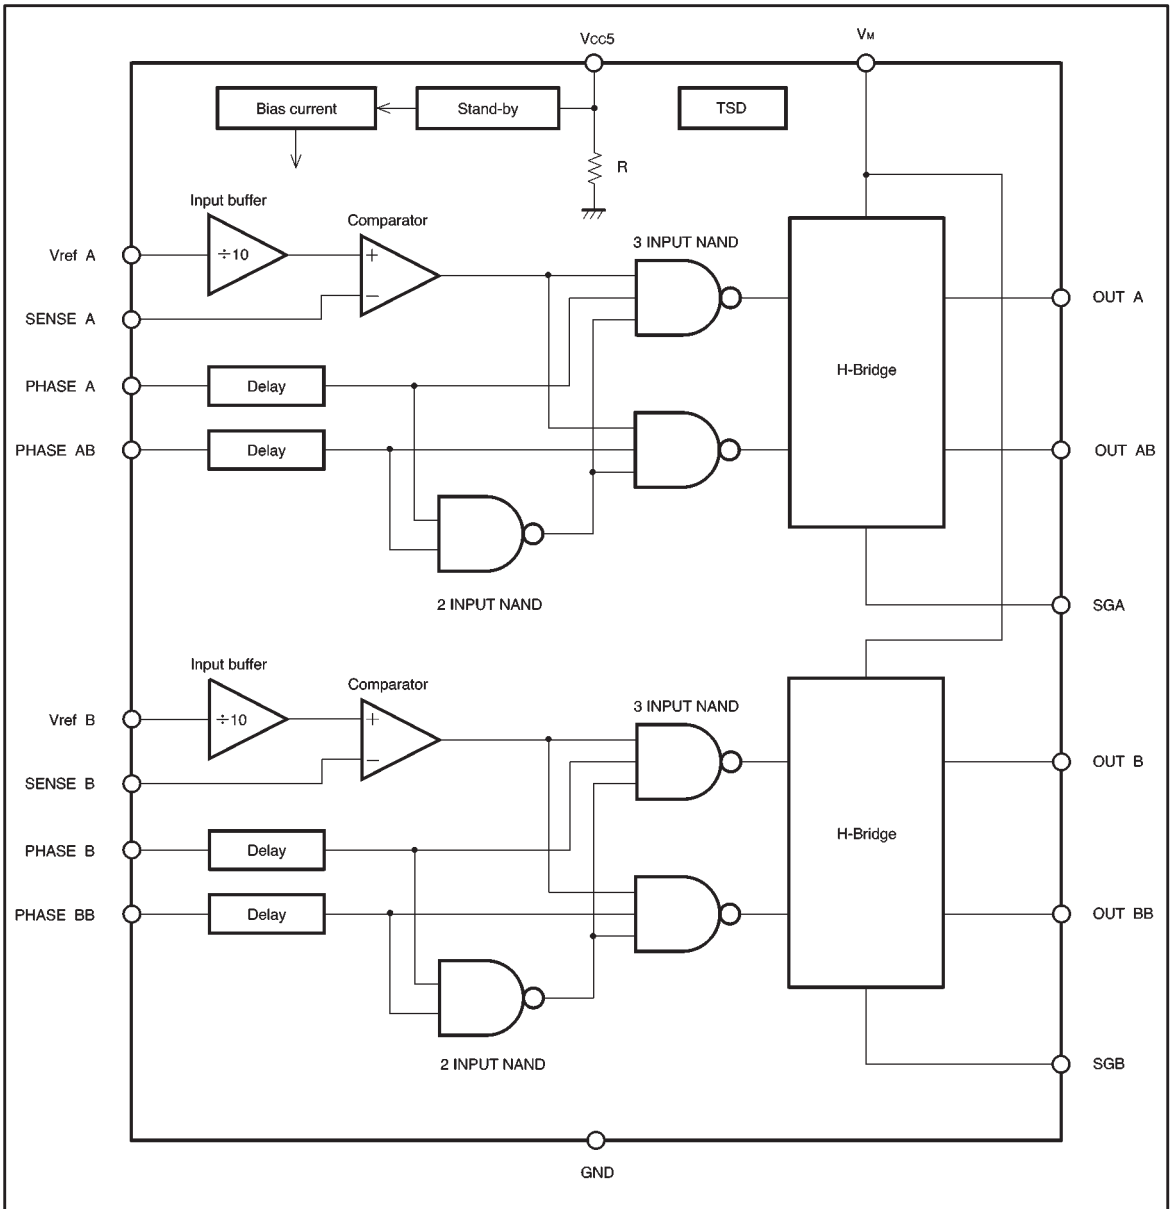 Vcc5
VM
Bias current
Stand-by
TSD
R
Input buffer
Comparator
3 INPUT NAND
Vref A
÷10
+
−
SENSE A
OUT A
H-Bridge
PHASE A
Delay
PHASE AB
Delay
OUT AB
2 INPUT NAND
SGA
Input buffer
Comparator
3 INPUT NAND
Vref B
÷10
+
−
SENSE B
OUT B
H-Bridge
PHASE B
Delay
PHASE BB
Delay
OUT BB
2 INPUT NAND
SGB
GND